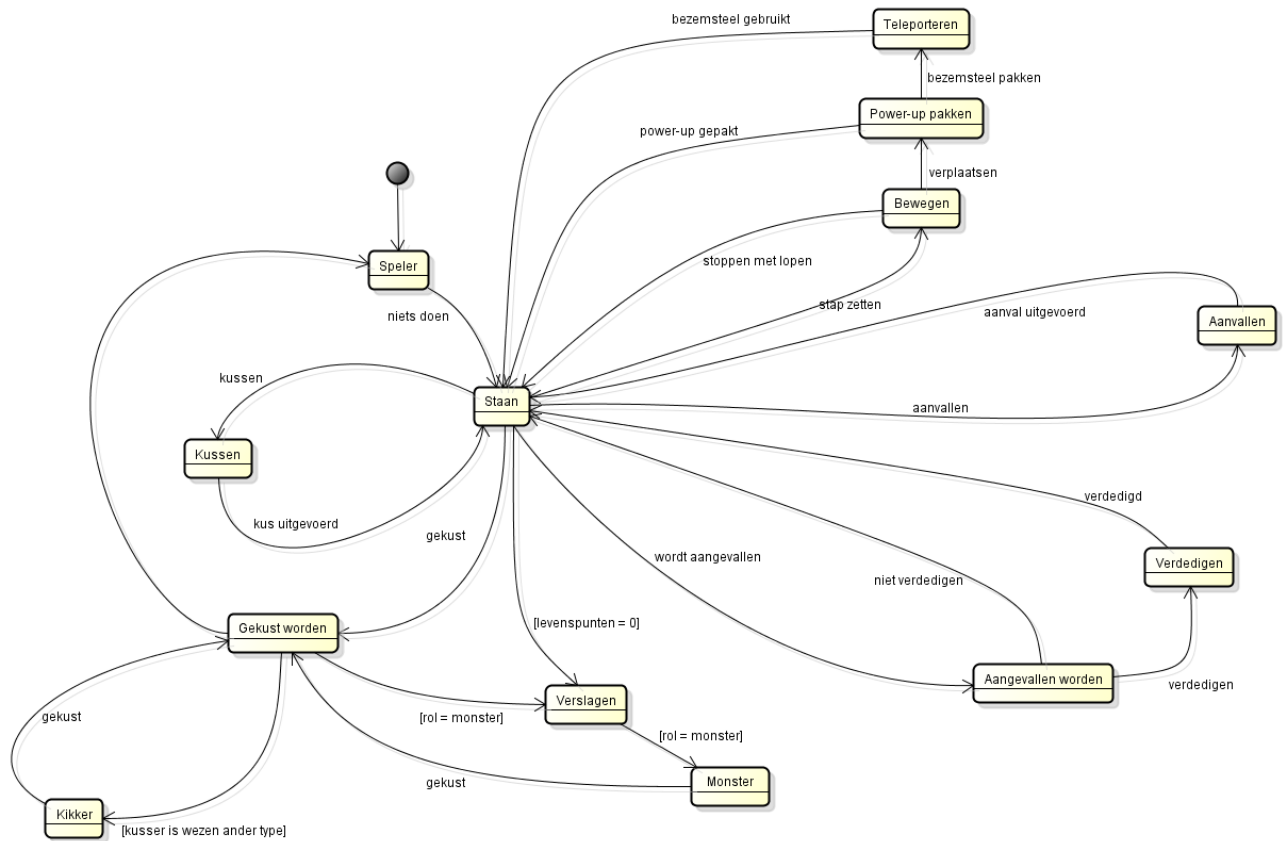 bezemsteel gebruikt
Teleporteren
bezemsteel pakken
Power-up pakken
power-up gepakt
verplaatsen
Bewegen
stoppen met lopen
Speler
niets doen
stap zetten
aanval uitgevoerd
Aanvallen
kussen
Staan
aanvallen
Kussen
kus uitgevoerd
gekust
verdedigd
wordt aangevallen
Verdedigen
niet verdedigen
Gekust worden
[levenspunten = 0]
Aangevallen worden
verdedigen
Verslagen
gekust
[rol = monster]
[rol = monster]
gekust
Monster
Kikker
[kusser is wezen ander type]